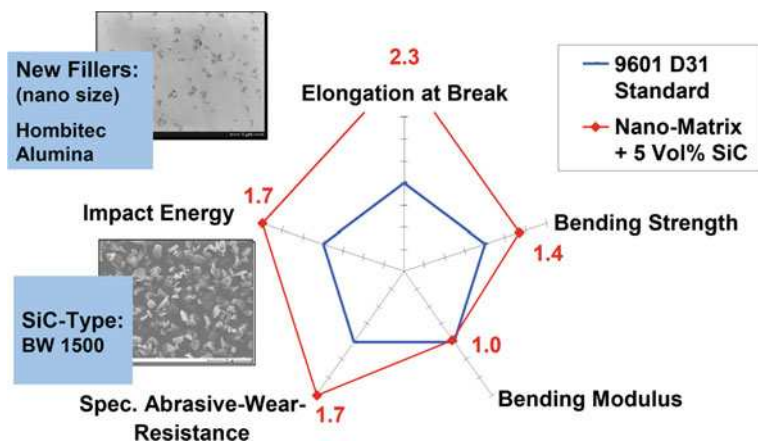 New Fillers:
(nano size)
Hombitec
Alumina
2.3
Elongation at Break
9601 D31
Standard
Nano-Matrix
+ 5 Vol% SiC
Impact Energy
1.7
Bending Strength
1.4
SiC-Type:
BW 1500
1.0
Bending Modulus
Spec. Abrasive-Wear-
Resistance
1.7